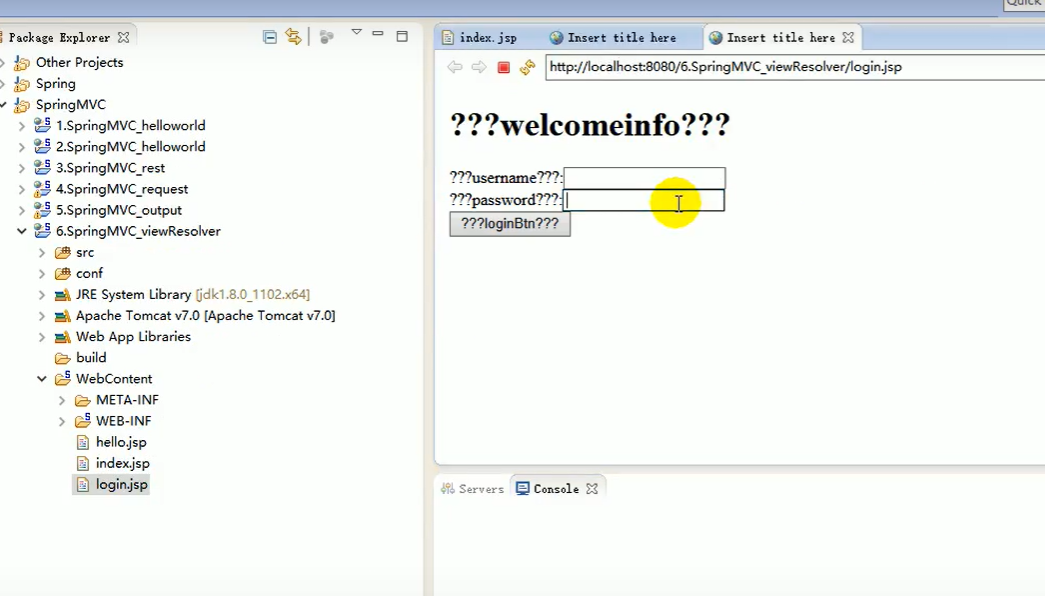 Quick
Package Explorer
Other Projects
Spring
SpringMVC
1.SpringMVC_helloworld
2.SpringMVC_helloworld
3.SpringMVC_rest
4.SpringMVC_request
5.SpringMVC_output
6.SpringMVC_viewResolver
src
conf
JRE System Library [jdk1.8.0_1102.x64]
Apache Tomcat v7.0 [Apache Tomcat v7.0]
Web App Libraries
build
WebContent
META-INF
WEB-INF
hello.jsp
index.jsp
login.jsp
index.jsp Insert title here Insert title here
http://localhost:8080/6.SpringMVC_viewResolver/login.jsp
???welcomeinfo???
???username???:
???password???:
???loginBtn???
Servers Console